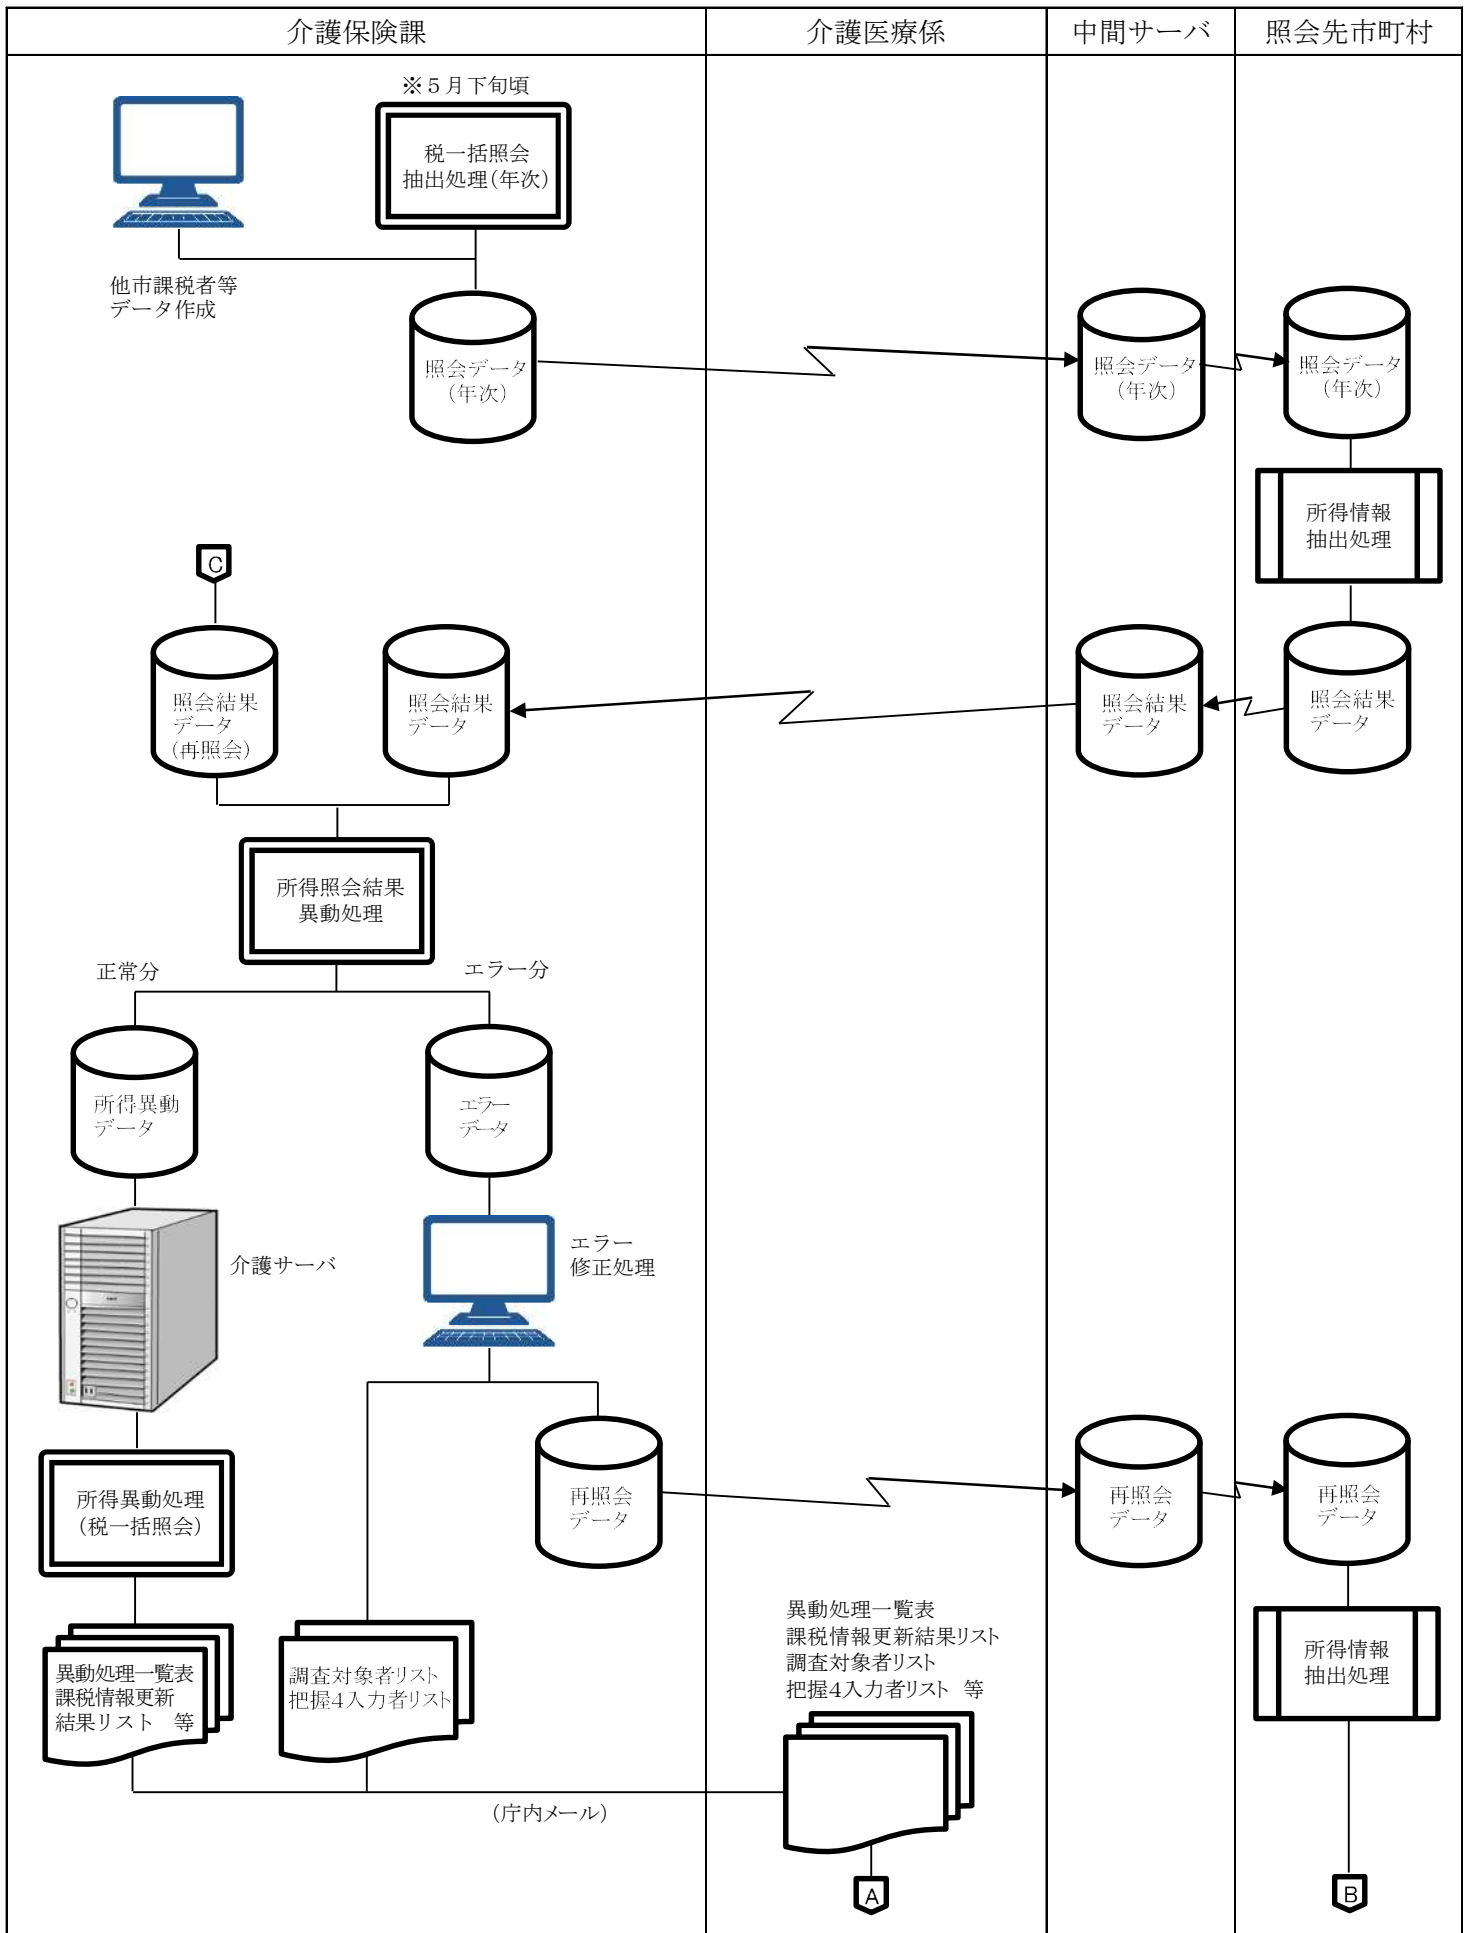 介護保険課
介護医療係
中間サーバ
照会先市町村
※５月下旬頃
税一括照会
抽出処理(年次)
他市課税者等
データ作成
照会データ
(年次)
照会データ
(年次)
照会データ
(年次)
所得情報
抽出処理
C
照会結果
データ
(再照会)
照会結果
データ
照会結果
データ
照会結果
データ
所得照会結果
異動処理
正常分
エラー分
所得異動
データ
エラー
データ
介護サーバ
エラー
修正処理
所得異動処理
(税一括照会)
再照会
データ
再照会
データ
再照会
データ
異動処理一覧表
課税情報更新
結果リスト　等
調査対象者リスト
把握4入力者リスト
異動処理一覧表
課税情報更新結果リスト
調査対象者リスト
把握4入力者リスト　等
所得情報
抽出処理
(庁内メール)
A
B